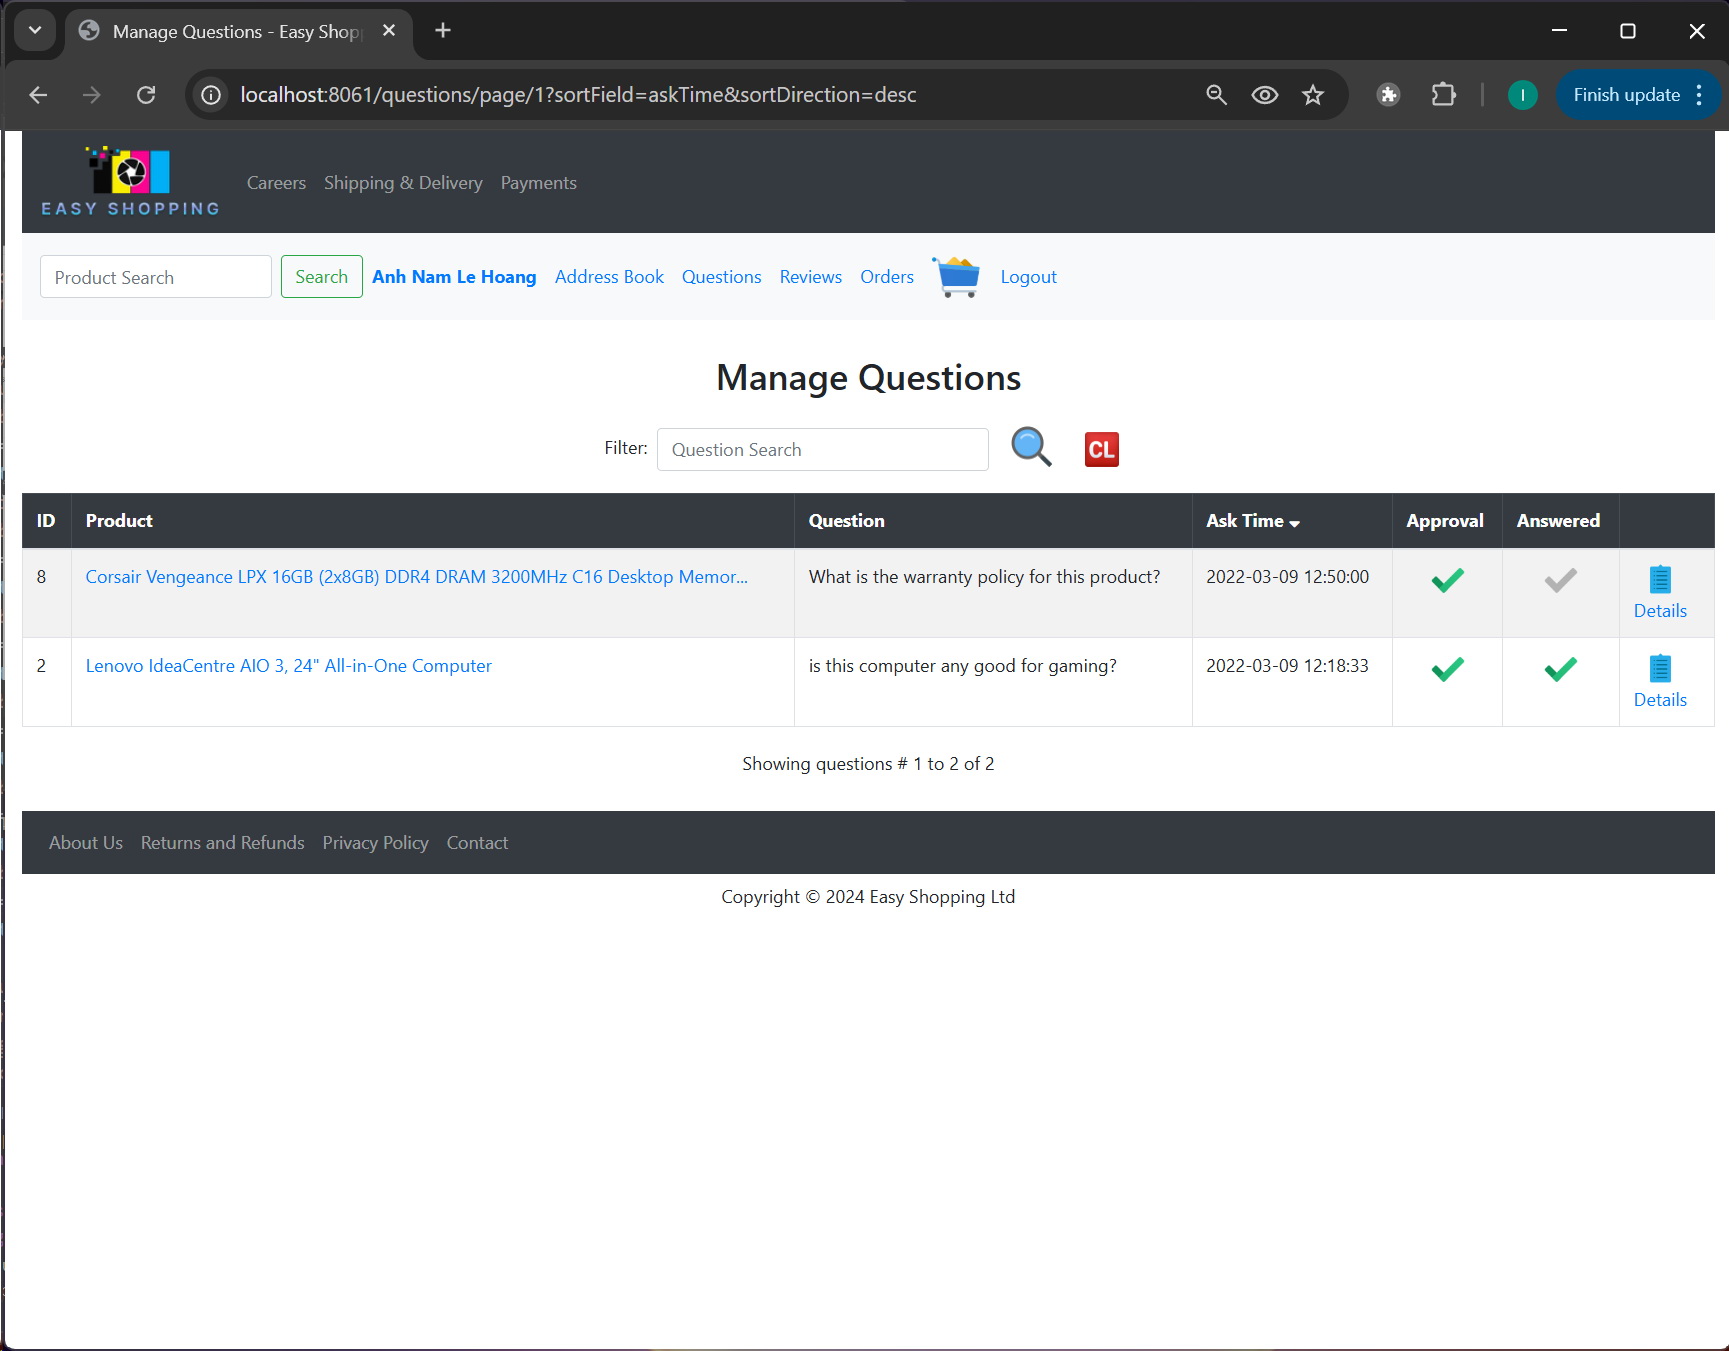 Manage Questions - Easy Shop
localhost:8061/questions/page/1?sortField=askTime&sortDirection=desc
I
Finish update
EASY SHOPPING
Careers Shipping & Delivery Payments
Product Search Search Anh Nam Le Hoang Address Book Questions Reviews Orders Logout
Manage Questions
Filter: Question Search CL
ID Product Question Ask Time Approval Answered
8 Corsair Vengeance LPX 16GB (2x8GB) DDR4 DRAM 3200MHz C16 Desktop Memor... What is the warranty policy for this product? 2022-03-09 12:50:00
Details
2 Lenovo IdeaCentre AIO 3, 24" All-in-One Computer is this computer any good for gaming? 2022-03-09 12:18:33
Details
Showing questions # 1 to 2 of 2
About Us Returns and Refunds Privacy Policy Contact
Copyright © 2024 Easy Shopping Ltd